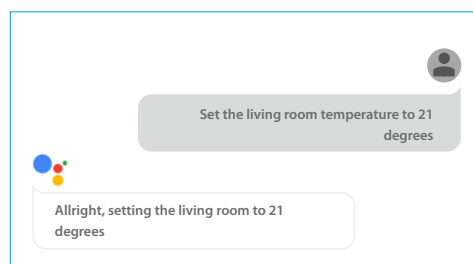 Set the living room temperature to 21
degrees
Allright, setting the living room to 21
degrees